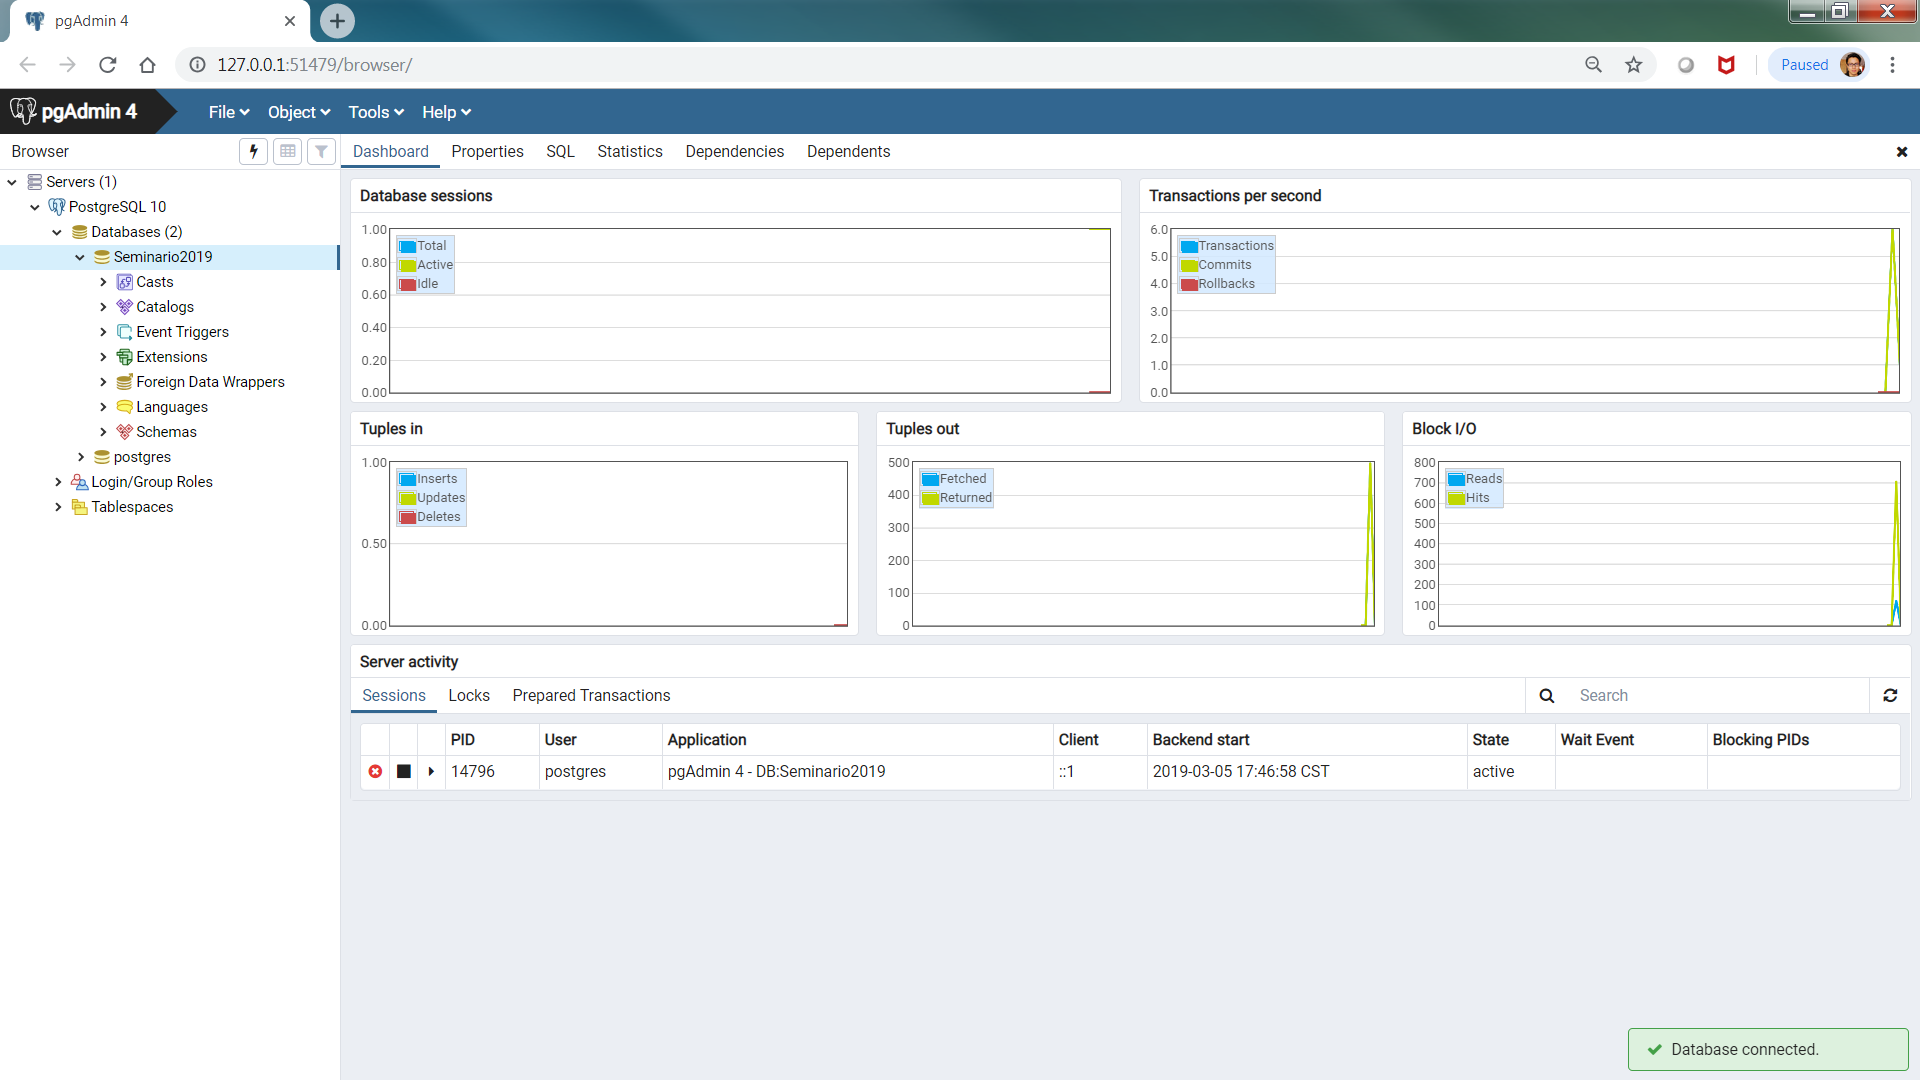 pgAdmin 4
127.0.0.1:51479/browser/
Paused
pgAdmin 4
File
Object
Tools
Help
Browser
Dashboard
Properties
SQL
Statistics
Dependencies
Dependents
Servers (1)
PostgreSQL 10
Databases (2)
Seminario2019
Casts
Catalogs
Event Triggers
Extensions
Foreign Data Wrappers
Languages
Schemas
postgres
Login/Group Roles
Tablespaces
Database sessions
1.00
0.80
0.60
0.40
0.20
0.00
Total
Active
Idle
Transactions per second
6.0
5.0
4.0
3.0
2.0
1.0
0.0
Transactions
Commits
Rollbacks
Tuples in
1.00
0.50
0.00
Inserts
Updates
Deletes
Tuples out
500
400
300
200
100
0
Fetched
Returned
Block I/O
800
700
600
500
400
300
200
100
0
Reads
Hits
Server activity
Sessions
Locks
Prepared Transactions
Search
PID User Application Client Backend start State Wait Event Blocking PIDs
14796 postgres pgAdmin 4 - DB:Seminario2019 ::1 2019-03-05 17:46:58 CST active
Database connected.